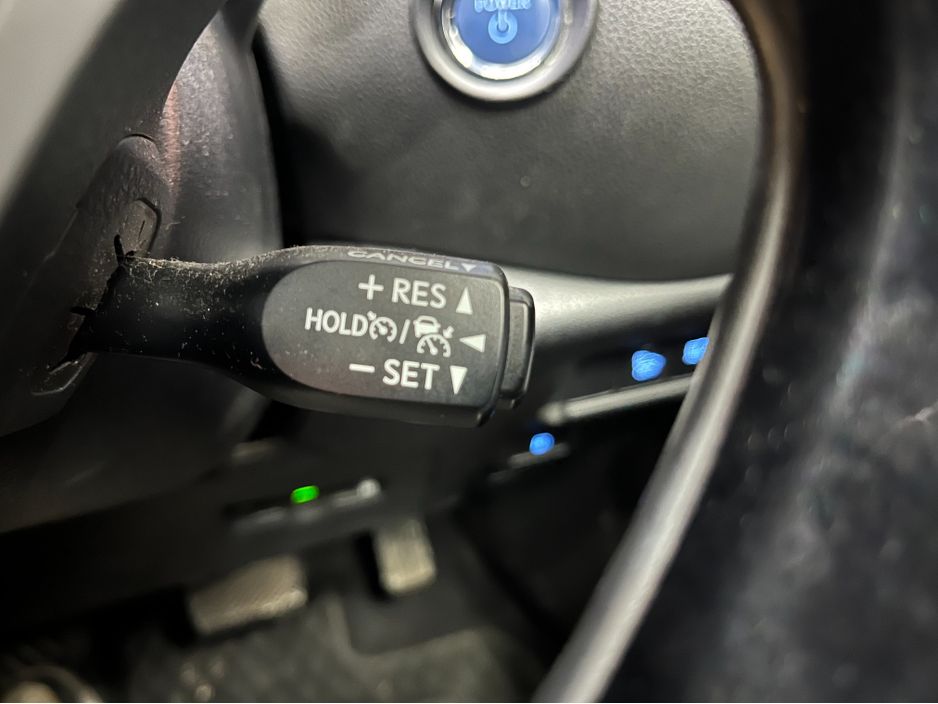 POWER
CANCEL
+ RES
HOLD /
- SET